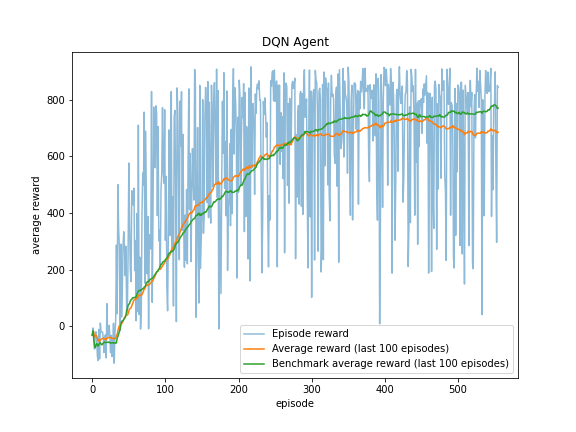 DQN Agent
average reward
800
600
400
200
0
0 100 200 300 400 500
episode
Episode reward
Average reward (last 100 episodes)
Benchmark average reward (last 100 episodes)